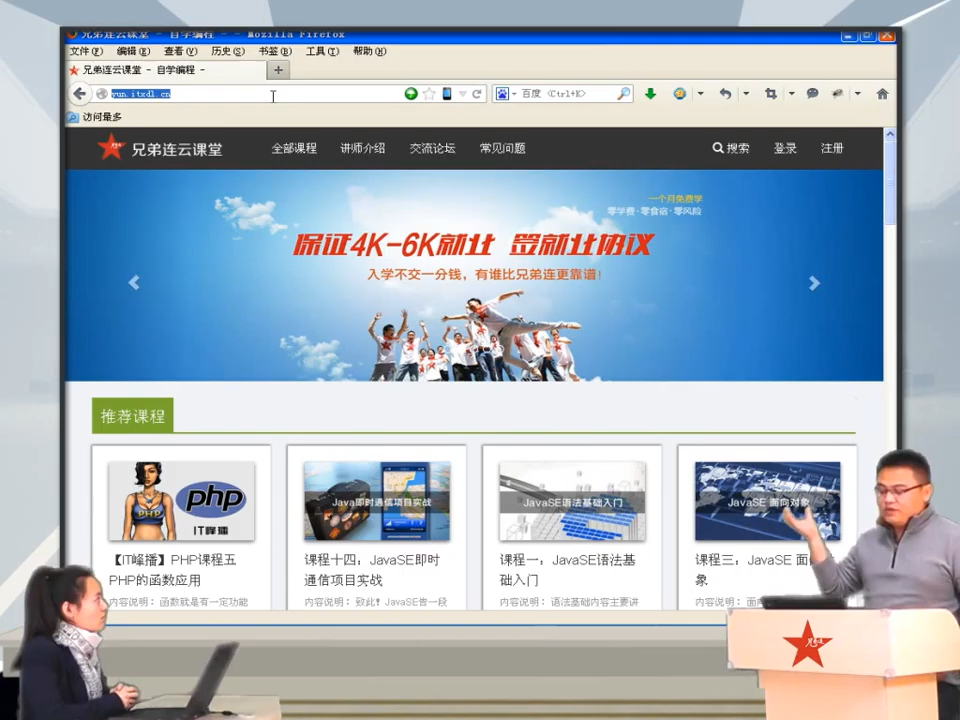 兄弟连云课堂 - 自学编程 - - Mozilla Firefox
文件(F) 编辑(E) 查看(V) 历史(S) 书签(B) 工具(T) 帮助(H)
兄弟连云课堂 - 自学编程 -
yun.itxdl.cn
百度 <Ctrl+K>
访问最多
兄弟连云课堂 全部课程 讲师介绍 交流论坛 常见问题 搜索 登录 注册
一个月免费学
零学费·零食宿·零风险
保证4K-6K就业 签就业协议
入学不交一分钱，有谁比兄弟连更靠谱!
推荐课程
PHP
php
IT峰播
Java即时通信项目实战
JavaSE语法基础入门
JavaSE 面向对象
【IT峰播】PHP课程五
PHP的函数应用
内容说明：函数就是有一定功能
课程十四，JavaSE即时
通信项目实战
内容说明：致此! JavaSE告一段
课程一，JavaSE语法基
础入门
内容说明：语法基础内容主要讲
课程三，JavaSE 面
象
内容说明：面